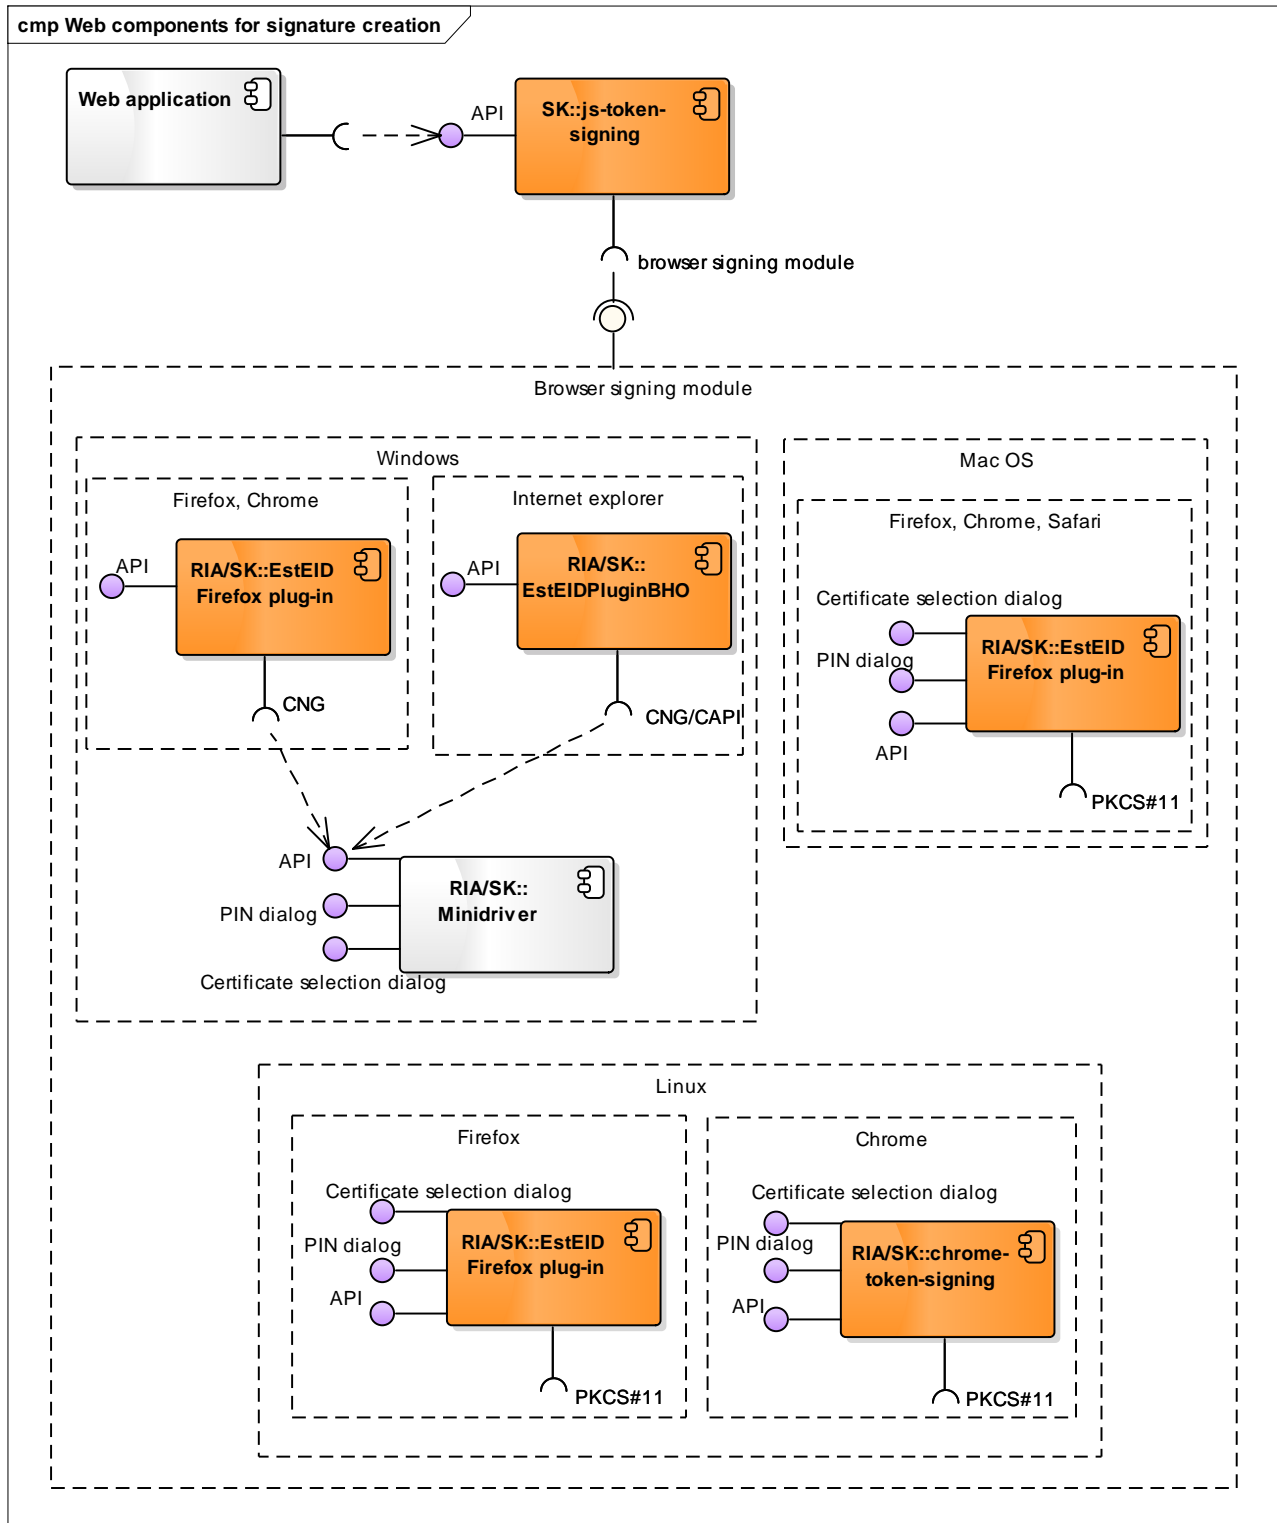 cmp Web components for signature creation
Web application
API
SK::js-token-
signing
browser signing module
Browser signing module
Windows
Firefox, Chrome
API
RIA/SK::EstEID
Firefox plug-in
CNG
Internet explorer
API
RIA/SK::
EstEIDPluginBHO
CNG/CAPI
API
PIN dialog
Certificate selection dialog
RIA/SK::
Minidriver
Mac OS
Firefox, Chrome, Safari
Certificate selection dialog
PIN dialog
API
RIA/SK::EstEID
Firefox plug-in
PKCS#11
Linux
Firefox
Certificate selection dialog
PIN dialog
API
RIA/SK::EstEID
Firefox plug-in
PKCS#11
Chrome
Certificate selection dialog
PIN dialog
API
RIA/SK::chrome-
token-signing
PKCS#11